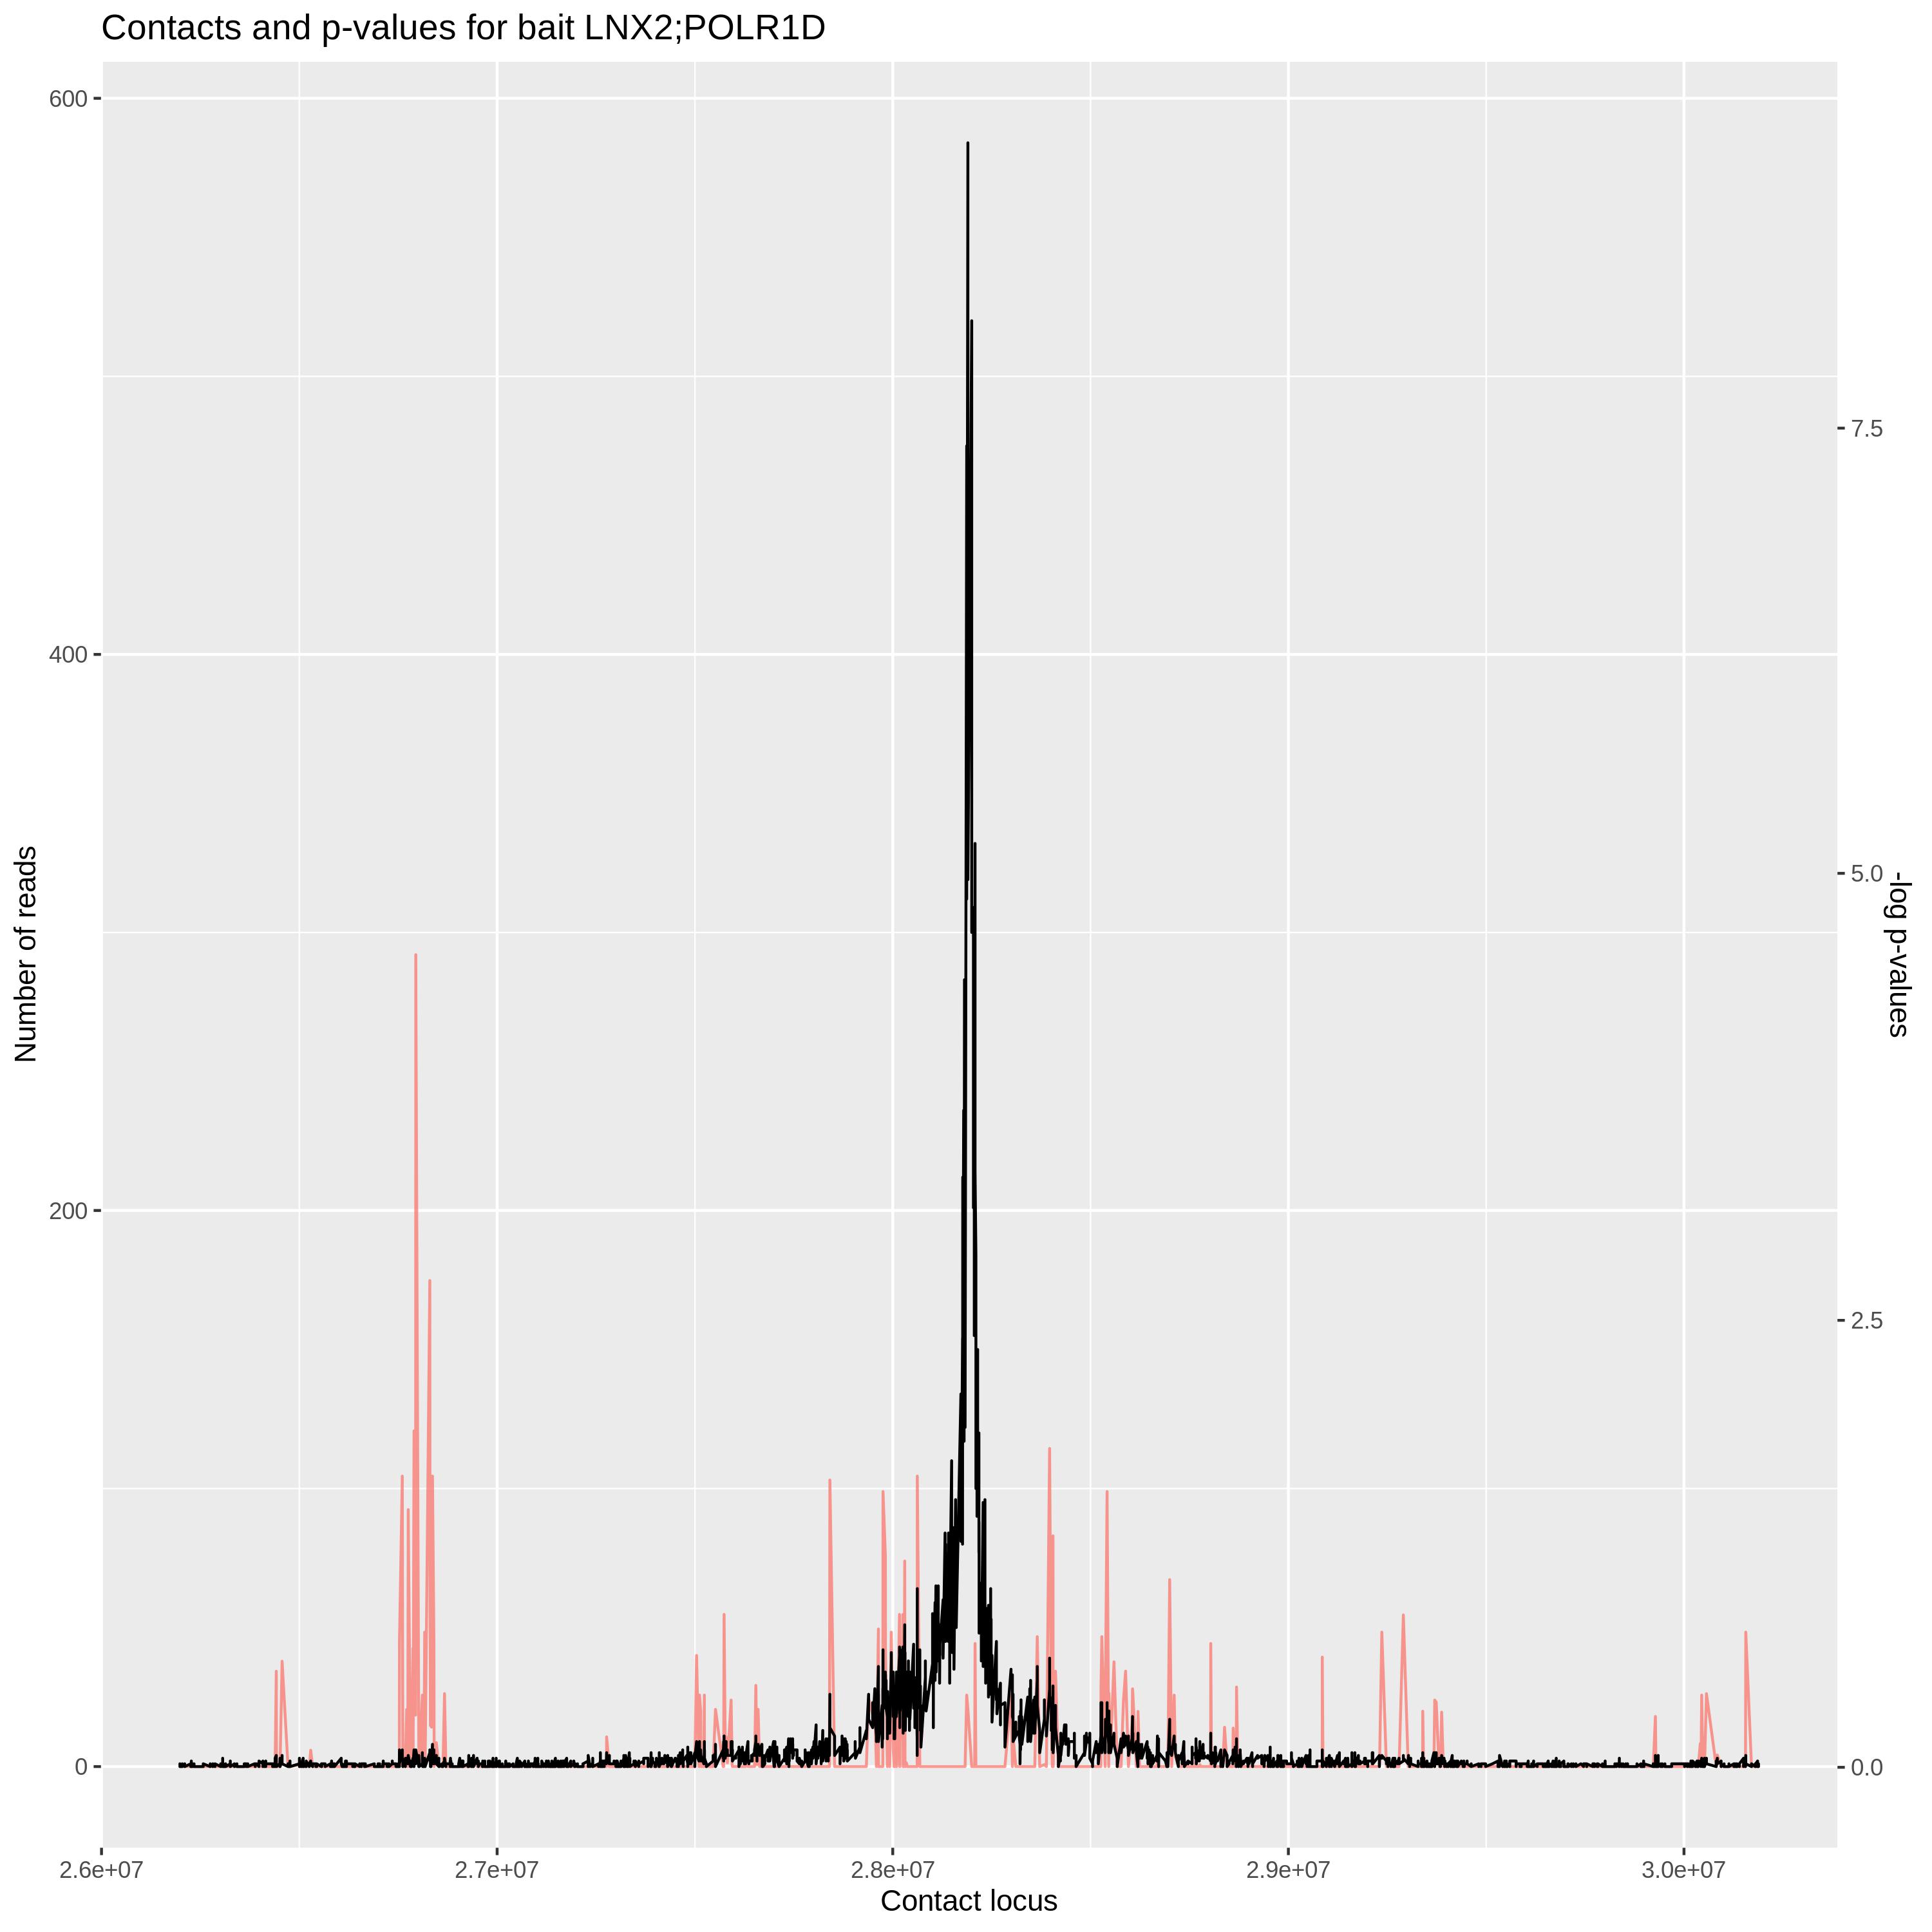 Contacts and p-values for bait LNX2;POLR1D
600
400
200
0
Number of reads
7.5
5.0
2.5
0.0
-log p-values
2.6e+07
2.7e+07
2.8e+07
2.9e+07
3.0e+07
Contact locus